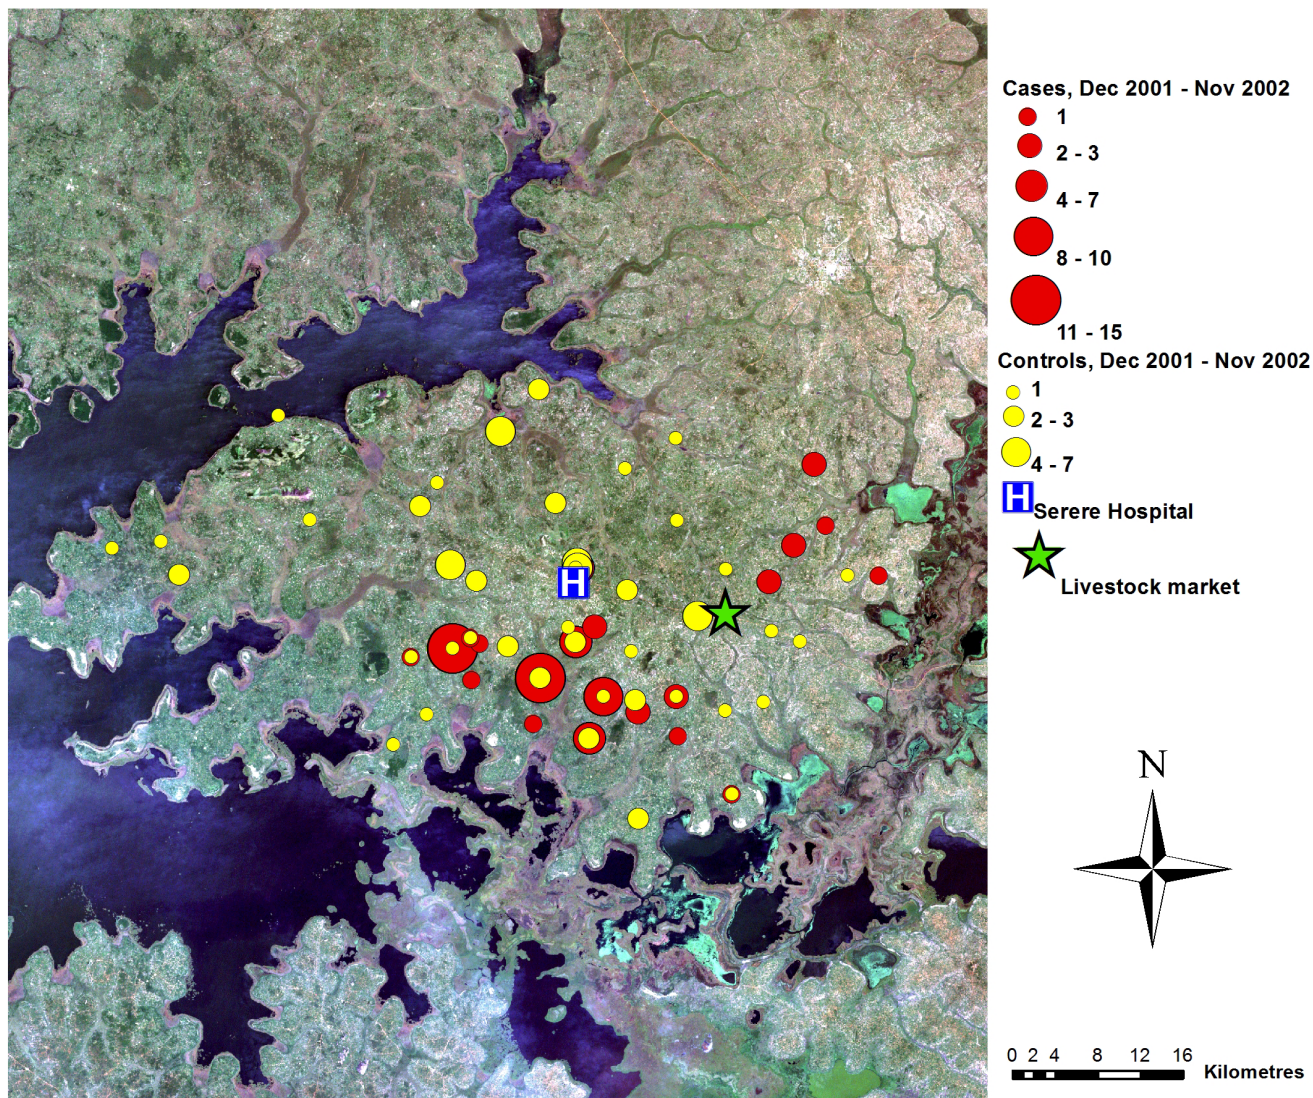 Cases, Dec 2001 - Nov 2002
1
2 - 3
4 - 7
8 - 10
11 - 15
Controls, Dec 2001 - Nov 2002
1
2 - 3
4 - 7
H Serere Hospital
Livestock market
H
N
0 2 4 8 12 16 Kilometres